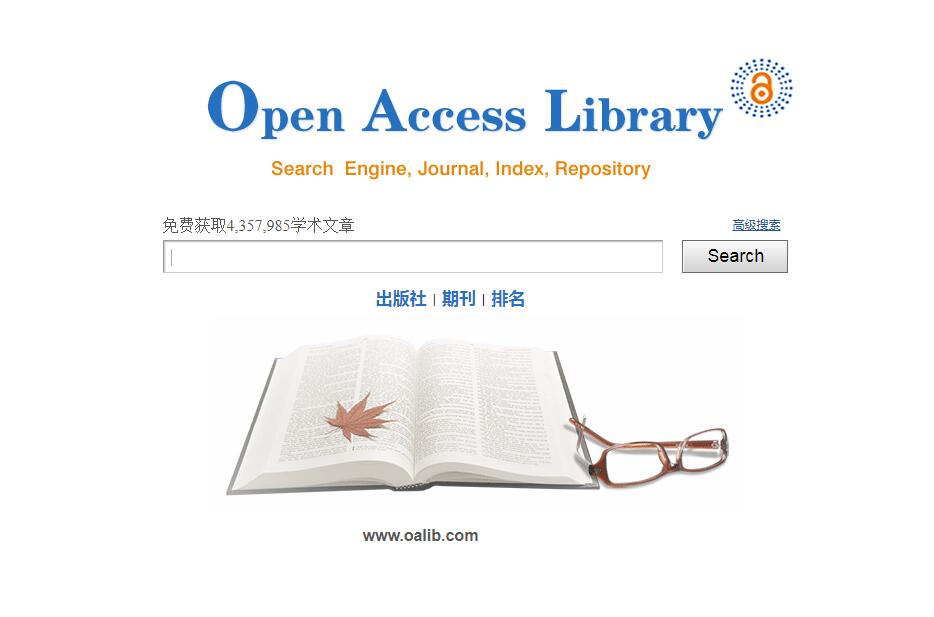 Open Access Library
Search Engine, Journal, Index, Repository
免费获取4,357,985学术文章
高级搜索
Search
出版社 | 期刊 | 排名
www.oalib.com